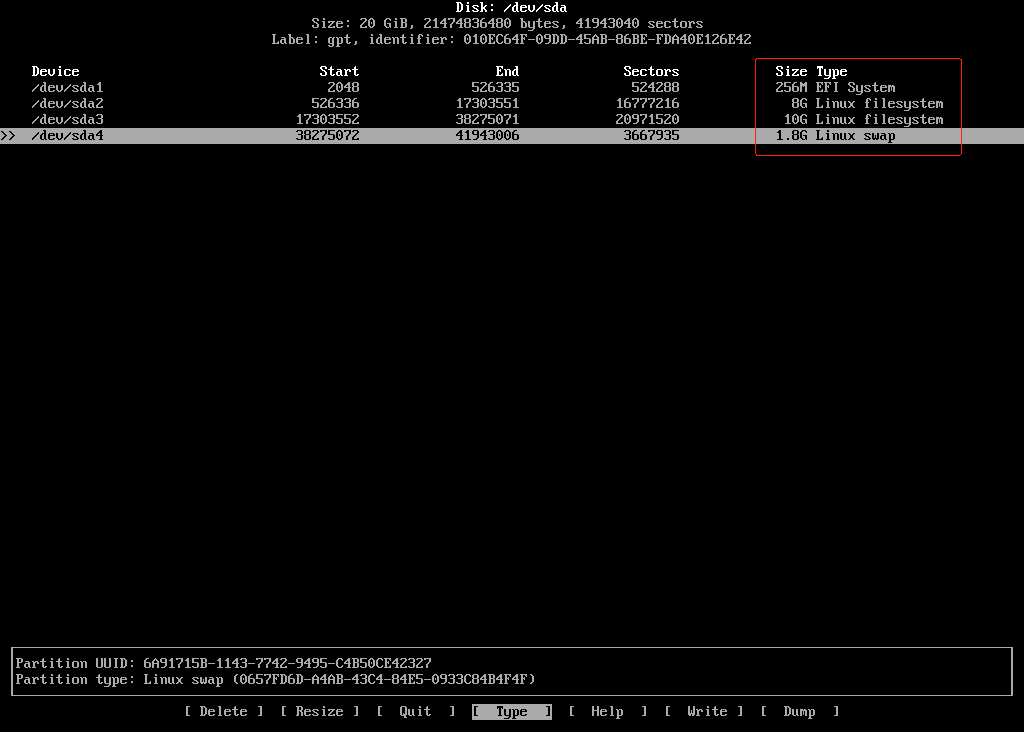 Disk: /dev/sda
Size: 20 GiB, 21474836480 bytes, 41943040 sectors
Label: gpt, identifier: 010EC64F-09DD-45AB-86BE-FDA40E126E42
Device Start End Sectors Size Type
/dev/sda1 2048 526335 524288 256M EFI System
/dev/sda2 526336 17303551 16777216 8G Linux filesystem
/dev/sda3 17303552 38275071 20971520 10G Linux filesystem
>> /dev/sda4 38275072 41943006 3667935 1.8G Linux swap
Partition UUID: 6A91715B-1143-7742-9495-C4B50CE42327
Partition type: Linux swap (0657FD6D-A4AB-43C4-84E5-0933C84B4F4F)
[ Delete ] [ Resize ] [ Quit ] [ Type ] [ Help ] [ Write ] [ Dump ]